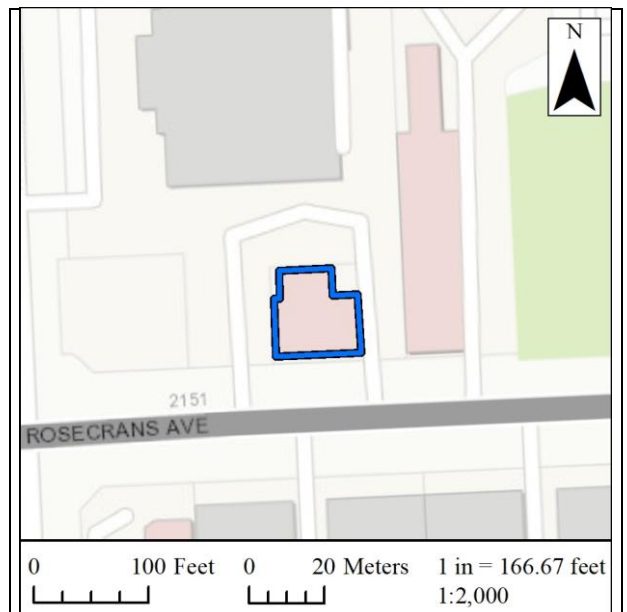 N
2151
ROSECRANS AVE
0 100 Feet 0 20 Meters 1 in = 166.67 feet
1:2,000